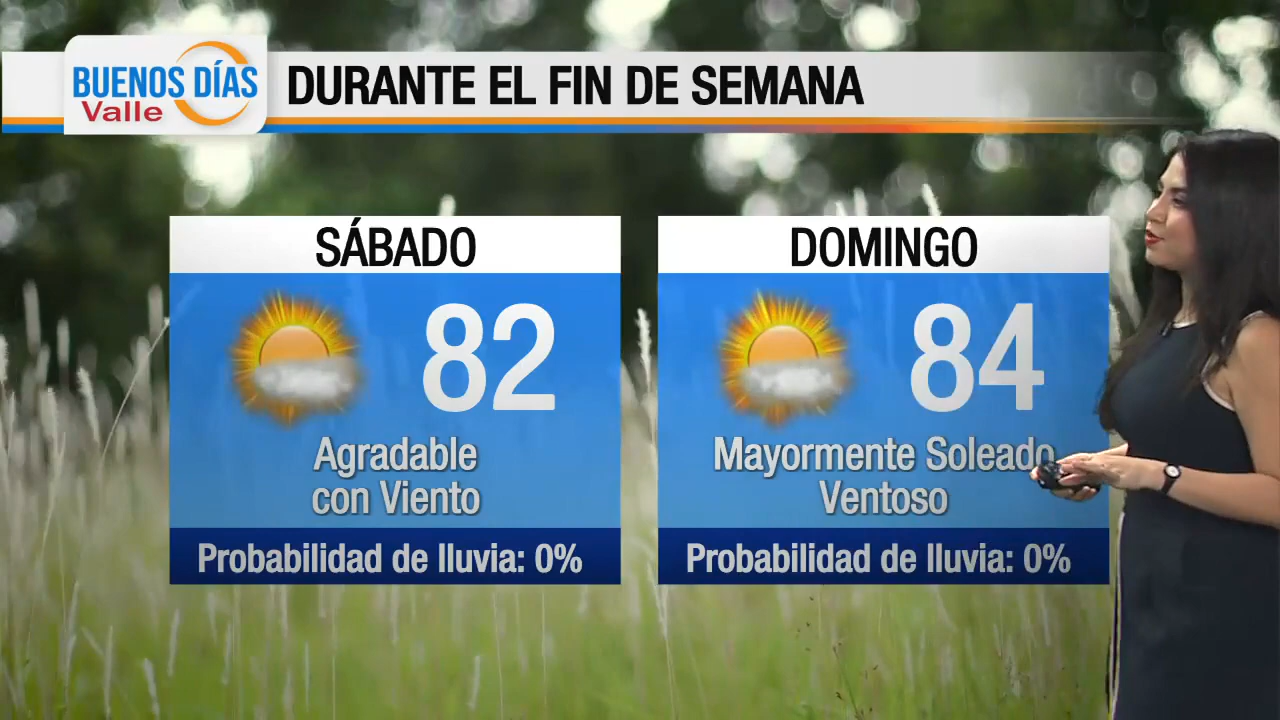 BUENOS DÍAS
Valle
DURANTE EL FIN DE SEMANA
SÁBADO
82
Agradable
con Viento
Probabilidad de lluvia: 0%
DOMINGO
84
Mayormente Soleado
Ventoso
Probabilidad de lluvia: 0%